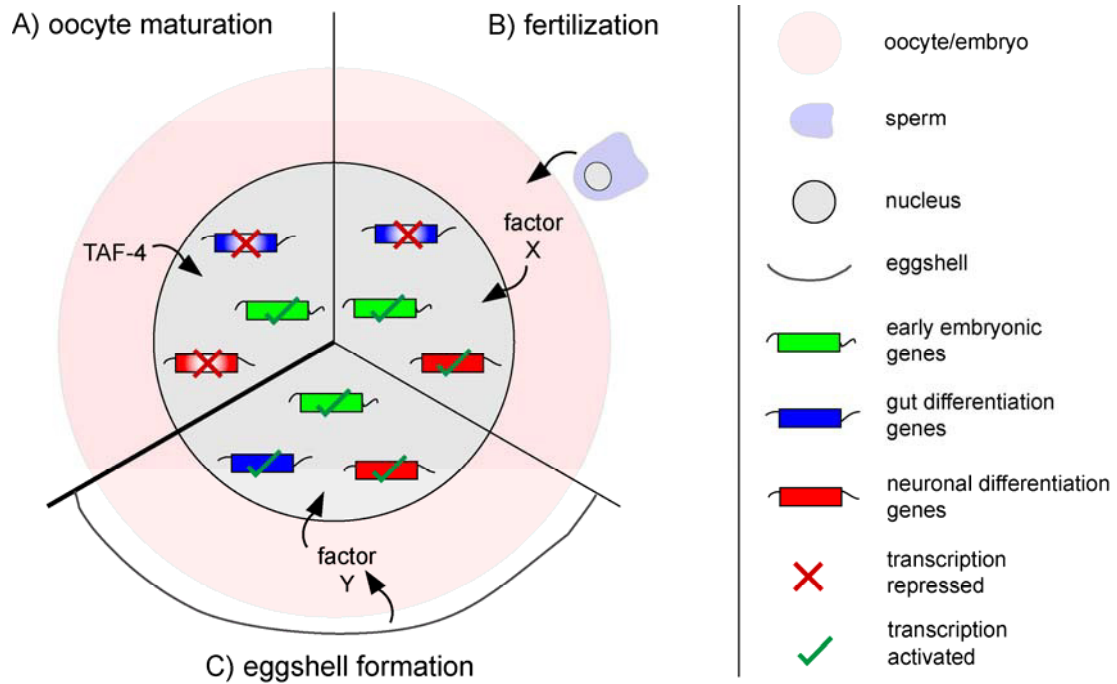 A) oocyte maturation
B) fertilization
TAF-4
factor
X
factor
Y
C) eggshell formation
oocyte/embryo
sperm
nucleus
eggshell
early embryonic
genes
gut differentiation
genes
neuronal differentiation
genes
transcription
repressed
transcription
activated